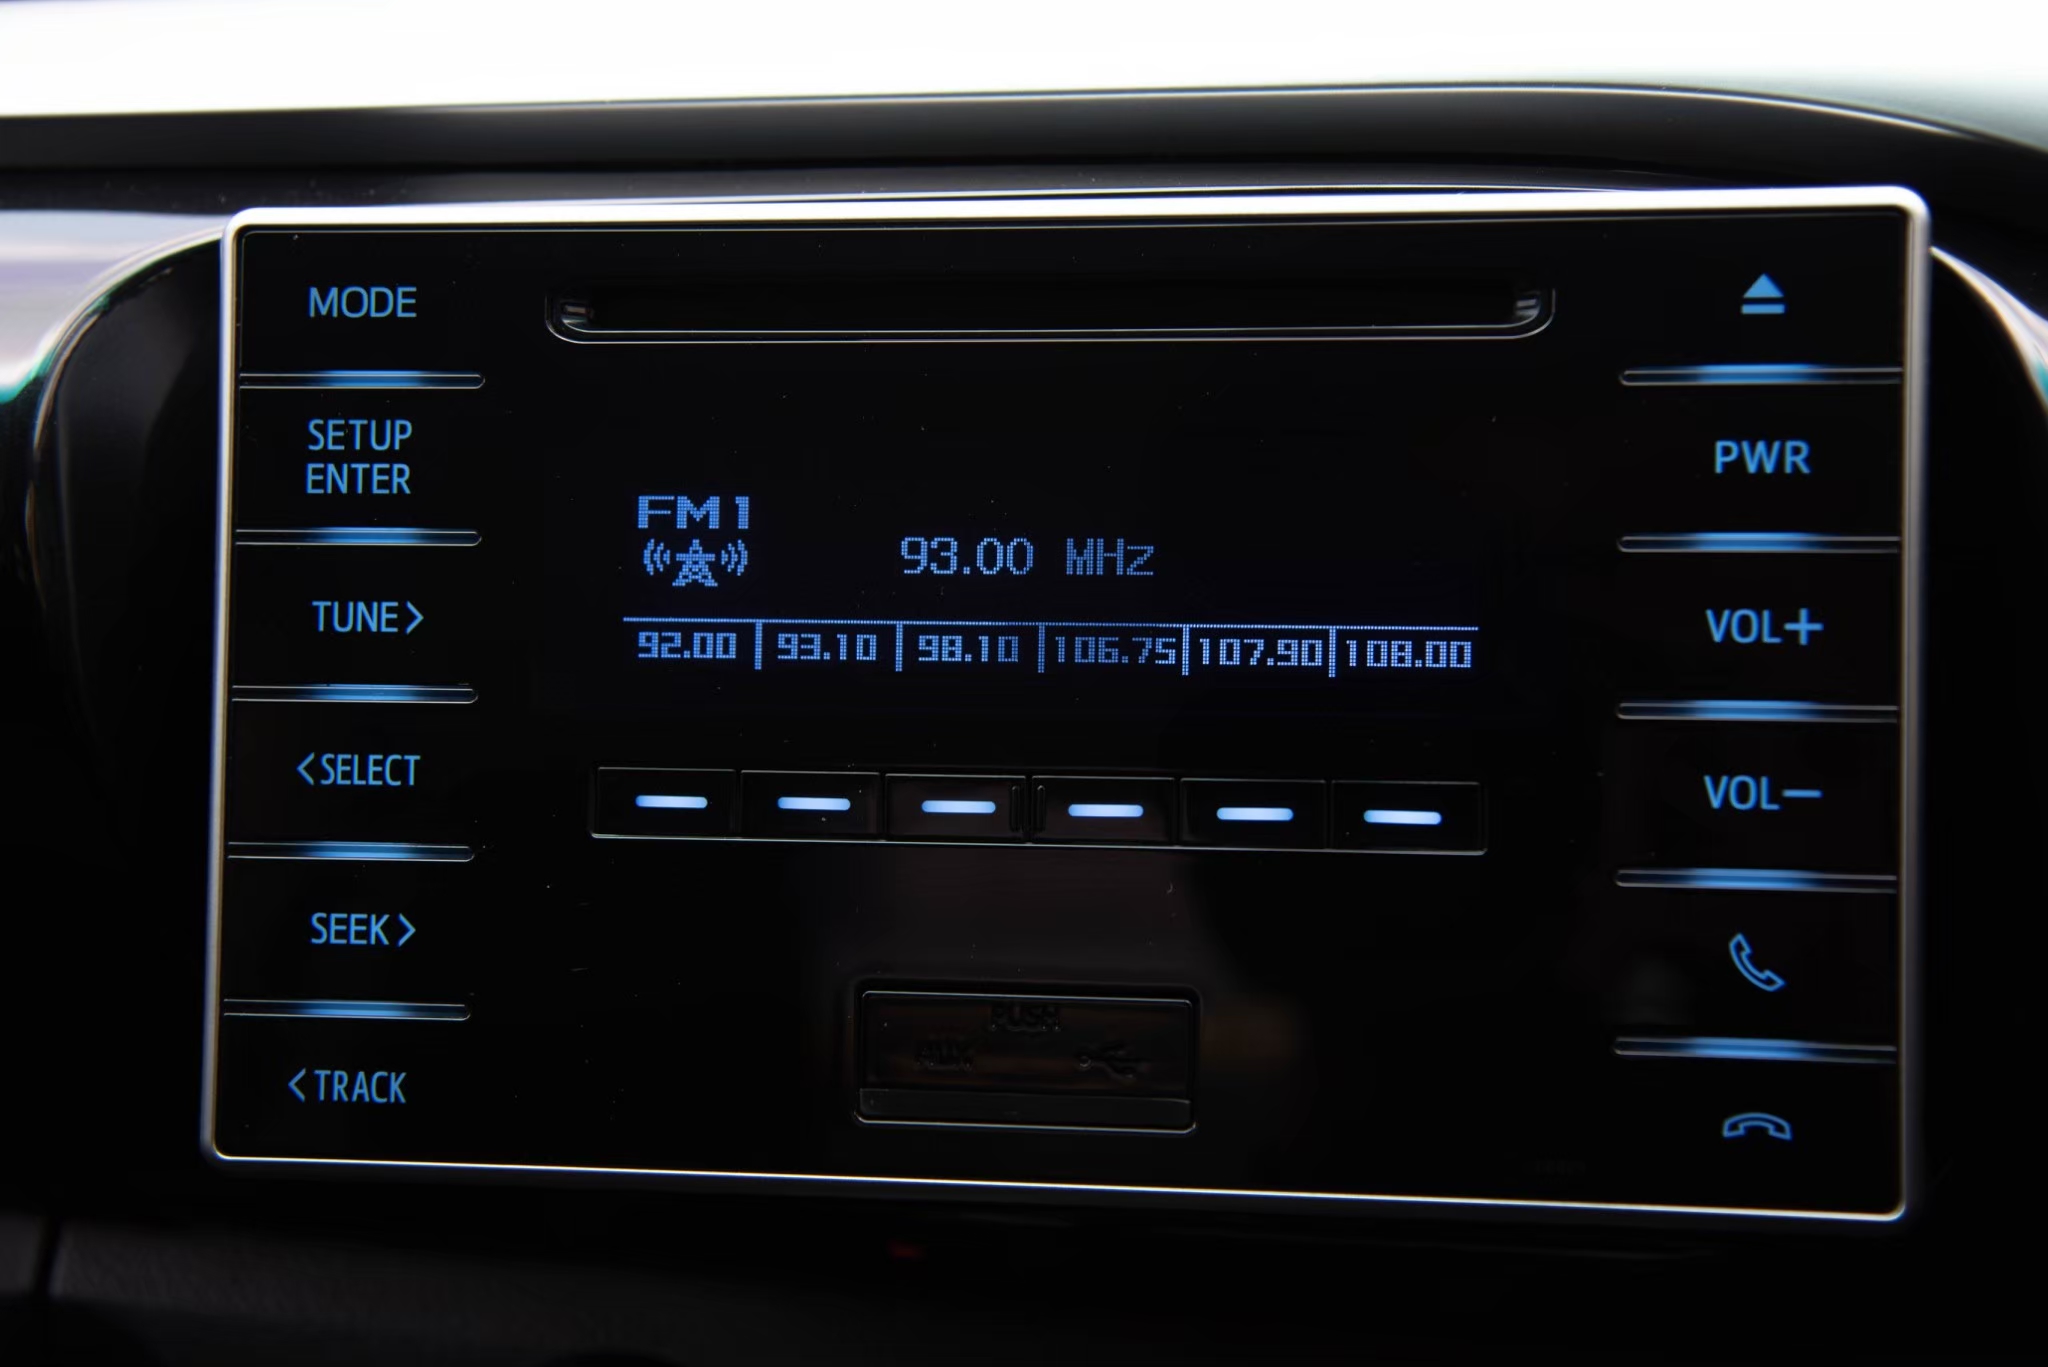 MODE
SETUP
ENTER
TUNE>
<SELECT
SEEK>
<TRACK
FM1
93.00 MHz
92.00 93.10 98.10 106.75 107.90 108.00
PUSH
AUX
PWR
VOL+
VOL−